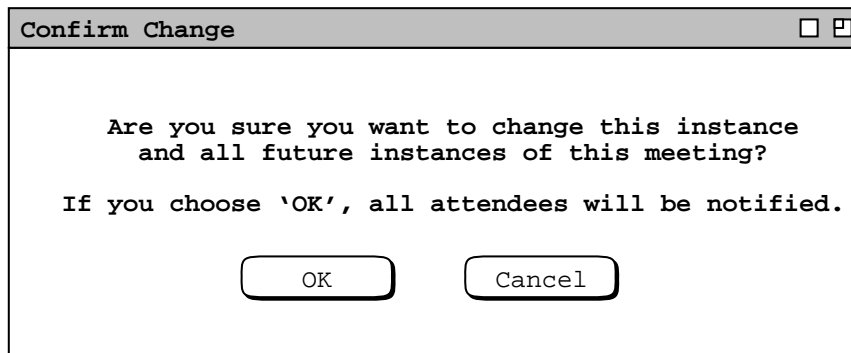 Confirm Change
Are you sure you want to change this instance
and all future instances of this meeting?
If you choose ‘OK’, all attendees will be notified.
OK
Cancel